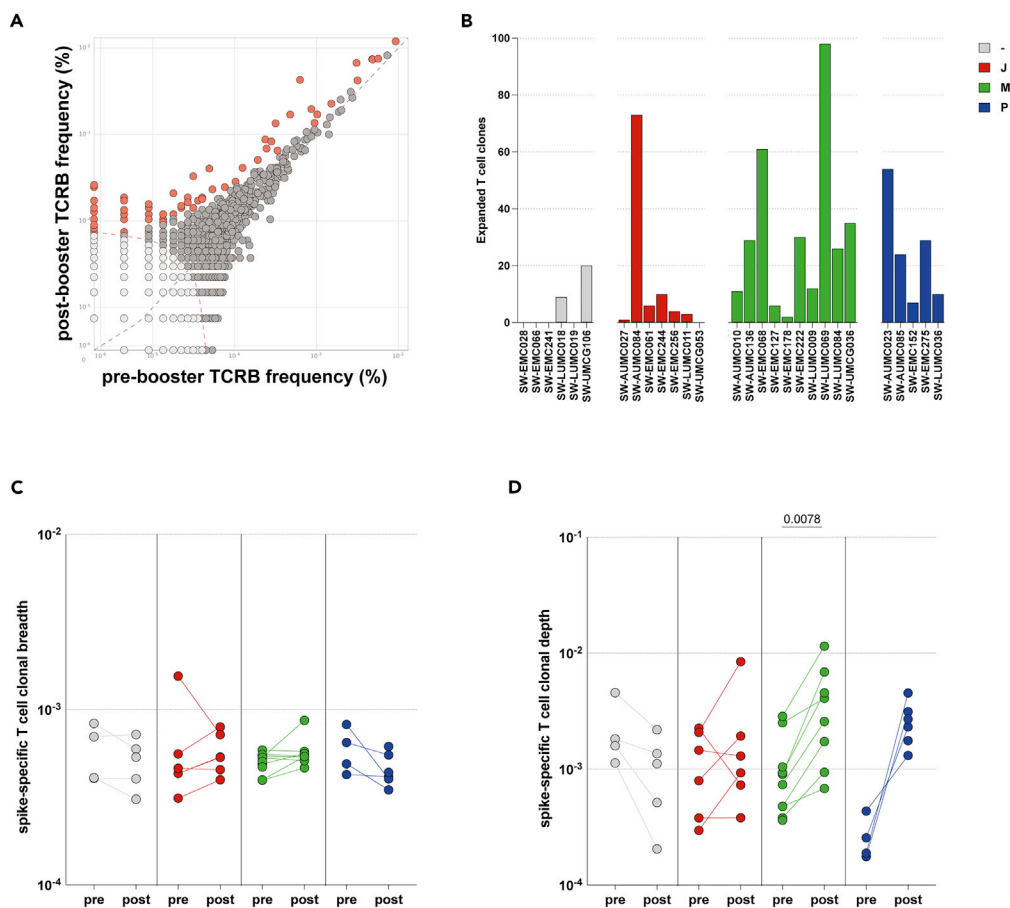 A
post-booster TCRB frequency (%)
pre-booster TCRB frequency (%)
0
B
Expanded T cell clones
100
80
60
40
20
0
SW-EMC028
SW-EMC066
SW-EMC241
SW-LUMC018
SW-LUMC019
SW-UMCG106
SW-AUMC027
SW-AUMC084
SW-EMC061
SW-EMC244
SW-EMC256
SW-LUMC011
SW-UMCG053
SW-AUMC010
SW-AUMC136
SW-EMC068
SW-EMC127
SW-EMC178
SW-EMC222
SW-LUMC009
SW-LUMC069
SW-LUMC084
SW-UMCG036
SW-AUMC023
SW-AUMC085
SW-EMC152
SW-EMC275
SW-LUMC036
-
J
M
P
C
spike-specific T cell clonal breadth
10⁻²
10⁻³
10⁻⁴
pre post pre post pre post pre post
D
spike-specific T cell clonal depth
10⁻¹
10⁻²
10⁻³
10⁻⁴
0.0078
pre post pre post pre post pre post